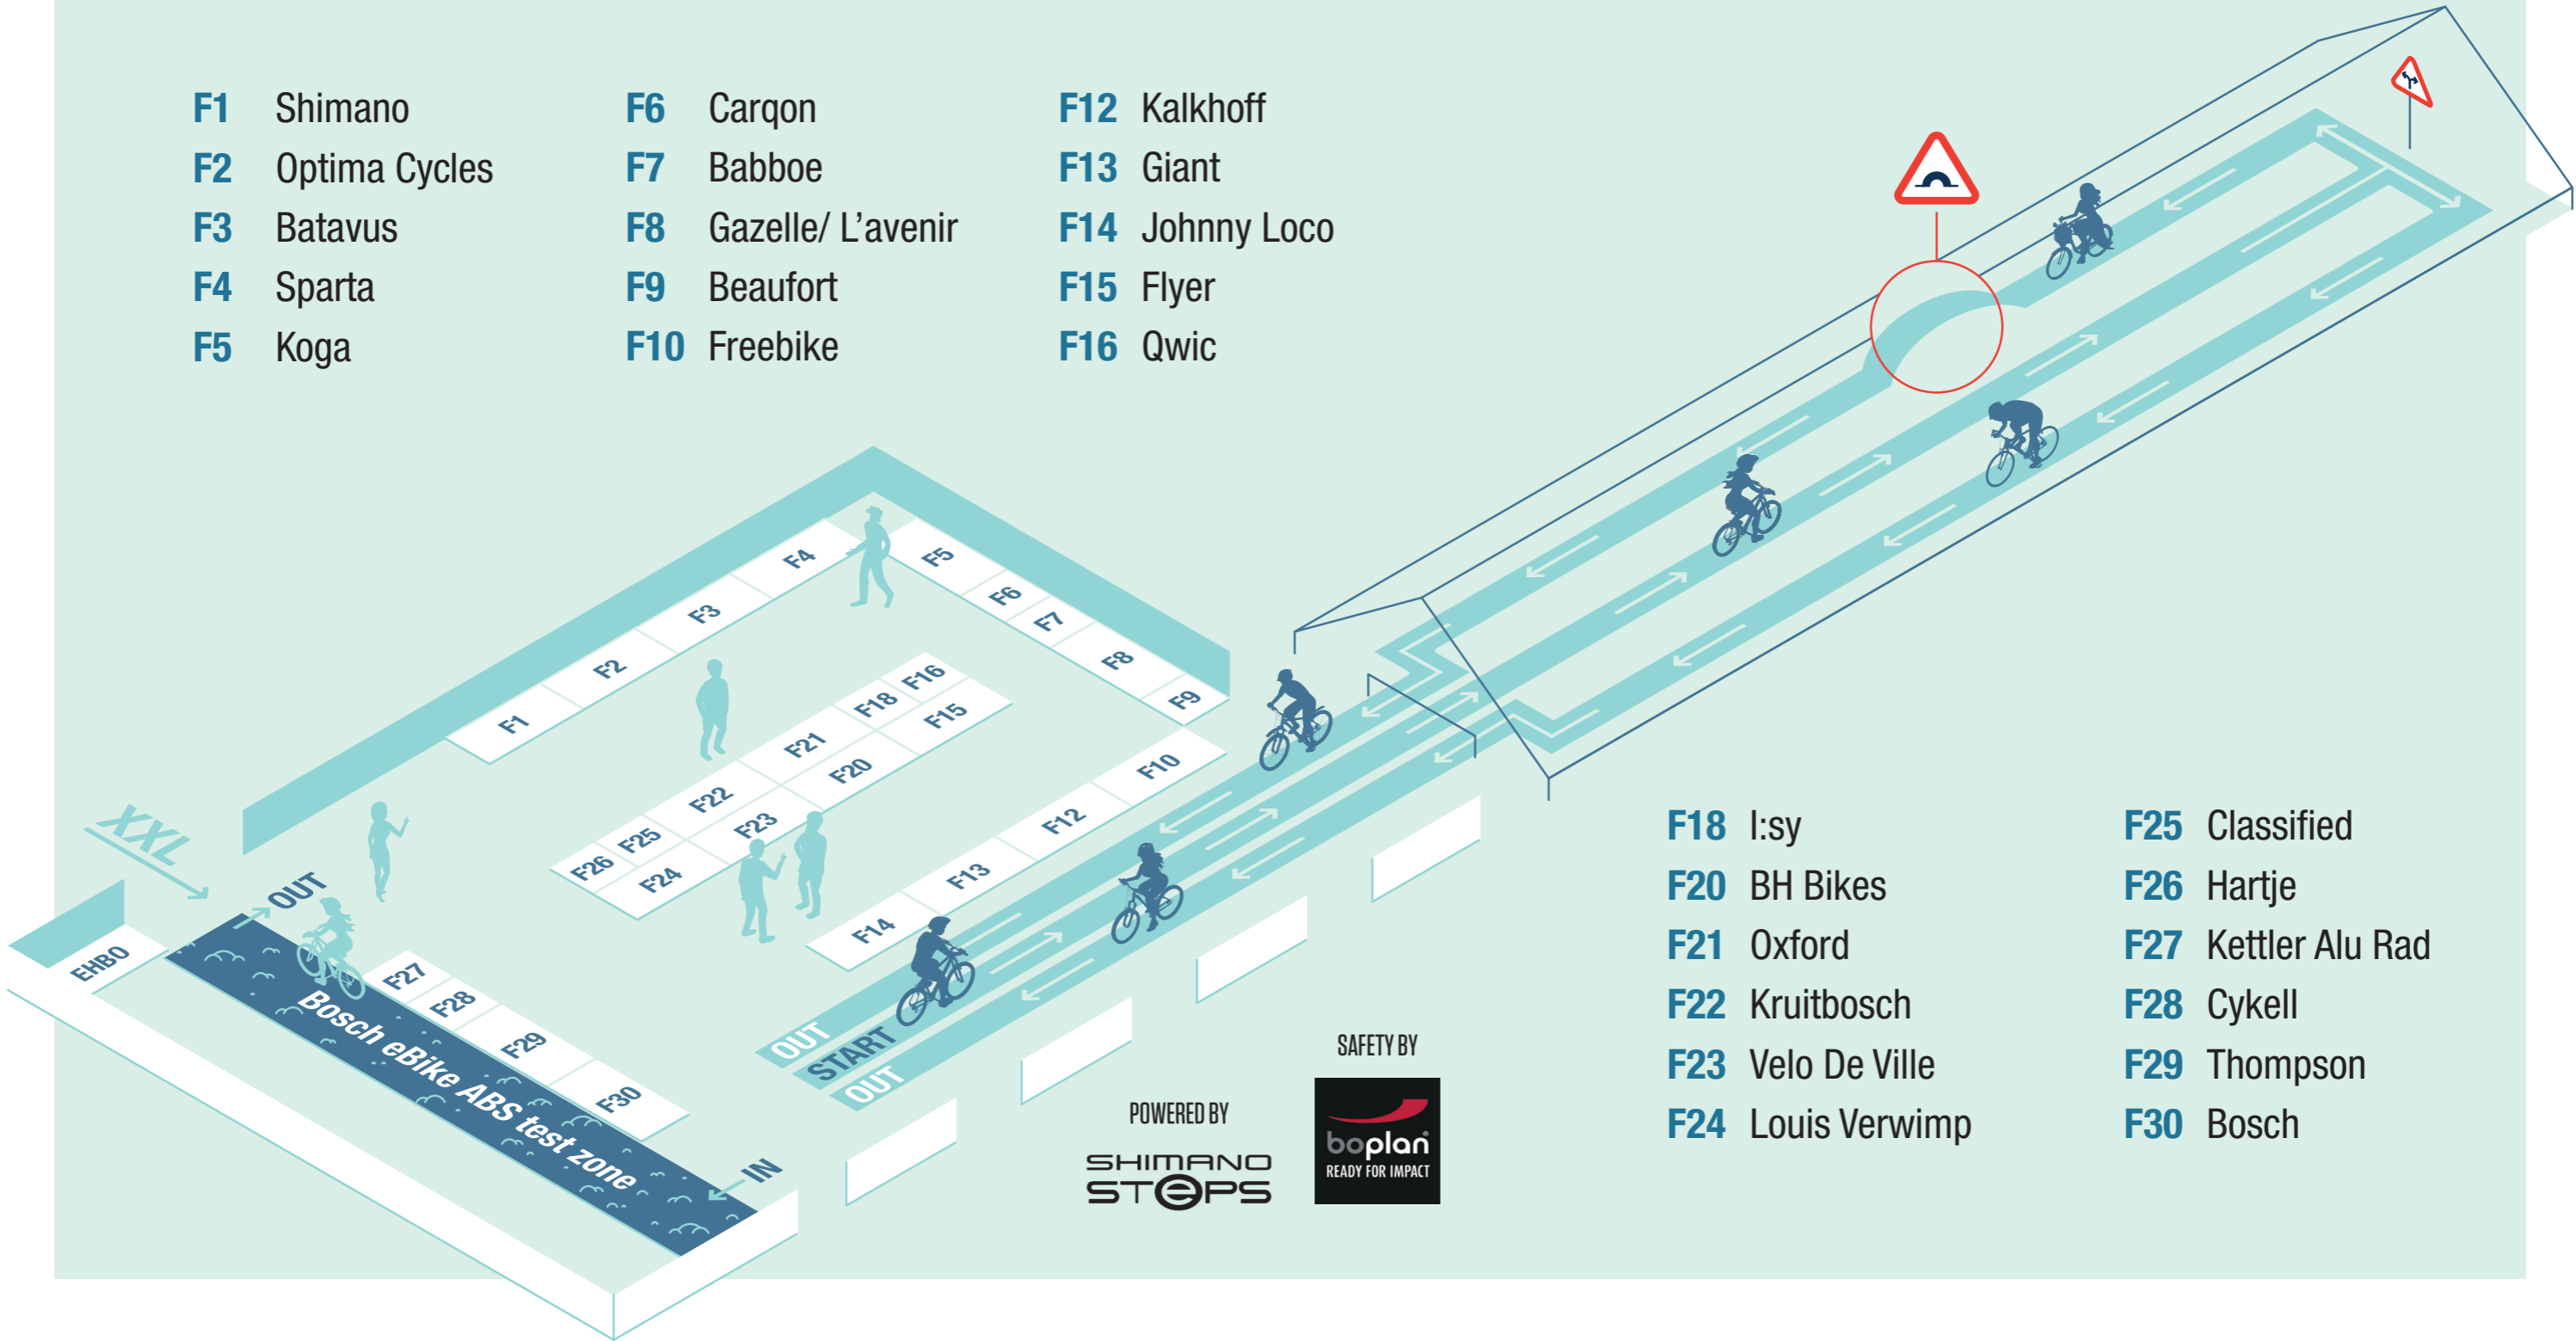 F1 Shimano
F2 Optima Cycles
F3 Batavus
F4 Sparta
F5 Koga
F6 Carqon
F7 Babboe
F8 Gazelle/ L'avenir
F9 Beaufort
F10 Freebike
F12 Kalkhoff
F13 Giant
F14 Johnny Loco
F15 Flyer
F16 Qwic
F4
F5
F3
F6
F7
F2
F8
F1
F9
F16
F18
F15
F21
F20
F22
F23
F25
F26
F24
F10
F12
F13
F14
XXL
OUT
EHBO
F27
F28
F29
F30
Bosch eBike ABS test zone
IN
OUT
START
OUT
POWERED BY
SHIMANO
STEPS
SAFETY BY
boplan
READY FOR IMPACT
F18 I:sy
F20 BH Bikes
F21 Oxford
F22 Kruitbosch
F23 Velo De Ville
F24 Louis Verwimp
F25 Classified
F26 Hartje
F27 Kettler Alu Rad
F28 Cykell
F29 Thompson
F30 Bosch